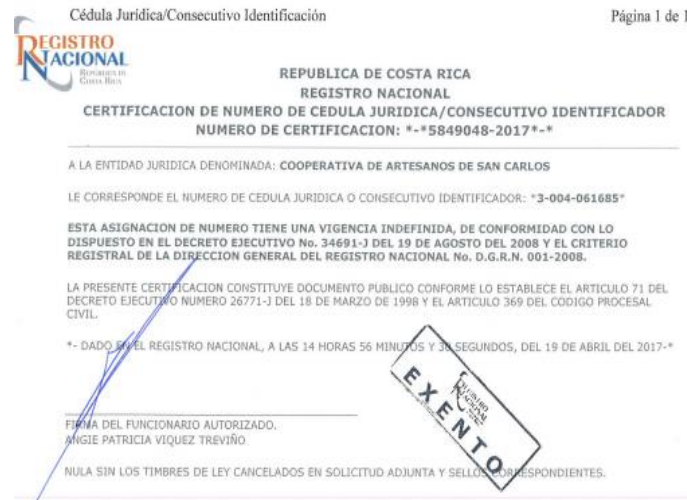 Cédula Jurídica/Consecutivo Identificación Página 1 de 1
REGISTRO
NACIONAL
REPUBLICA DE
COSTA RICA
REPUBLICA DE COSTA RICA
REGISTRO NACIONAL
CERTIFICACION DE NUMERO DE CEDULA JURIDICA/CONSECUTIVO IDENTIFICADOR
NUMERO DE CERTIFICACION: *-*5849048-2017*-*
A LA ENTIDAD JURIDICA DENOMINADA: COOPERATIVA DE ARTESANOS DE SAN CARLOS
LE CORRESPONDE EL NUMERO DE CEDULA JURIDICA O CONSECUTIVO IDENTIFICADOR: *3-004-061685*
ESTA ASIGNACION DE NUMERO TIENE UNA VIGENCIA INDEFINIDA, DE CONFORMIDAD CON LO
DISPUESTO EN EL DECRETO EJECUTIVO No. 34691-J DEL 19 DE AGOSTO DEL 2008 Y EL CRITERIO
REGISTRAL DE LA DIRECCION GENERAL DEL REGISTRO NACIONAL No. D.G.R.N. 001-2008.
LA PRESENTE CERTIFICACION CONSTITUYE DOCUMENTO PUBLICO CONFORME LO ESTABLECE EL ARTICULO 71 DEL
DECRETO EJECUTIVO NUMERO 26771-J DEL 18 DE MARZO DE 1998 Y EL ARTICULO 369 DEL CODIGO PROCESAL
CIVIL.
*- DADO EN EL REGISTRO NACIONAL, A LAS 14 HORAS 56 MINUTOS Y 30 SEGUNDOS, DEL 19 DE ABRIL DEL 2017-*
REGISTRO
NACIONAL
EXENTO
FIRMA DEL FUNCIONARIO AUTORIZADO.
ANGIE PATRICIA VIQUEZ TREVIÑO
NULA SIN LOS TIMBRES DE LEY CANCELADOS EN SOLICITUD ADJUNTA Y SELLOS CORRESPONDIENTES.